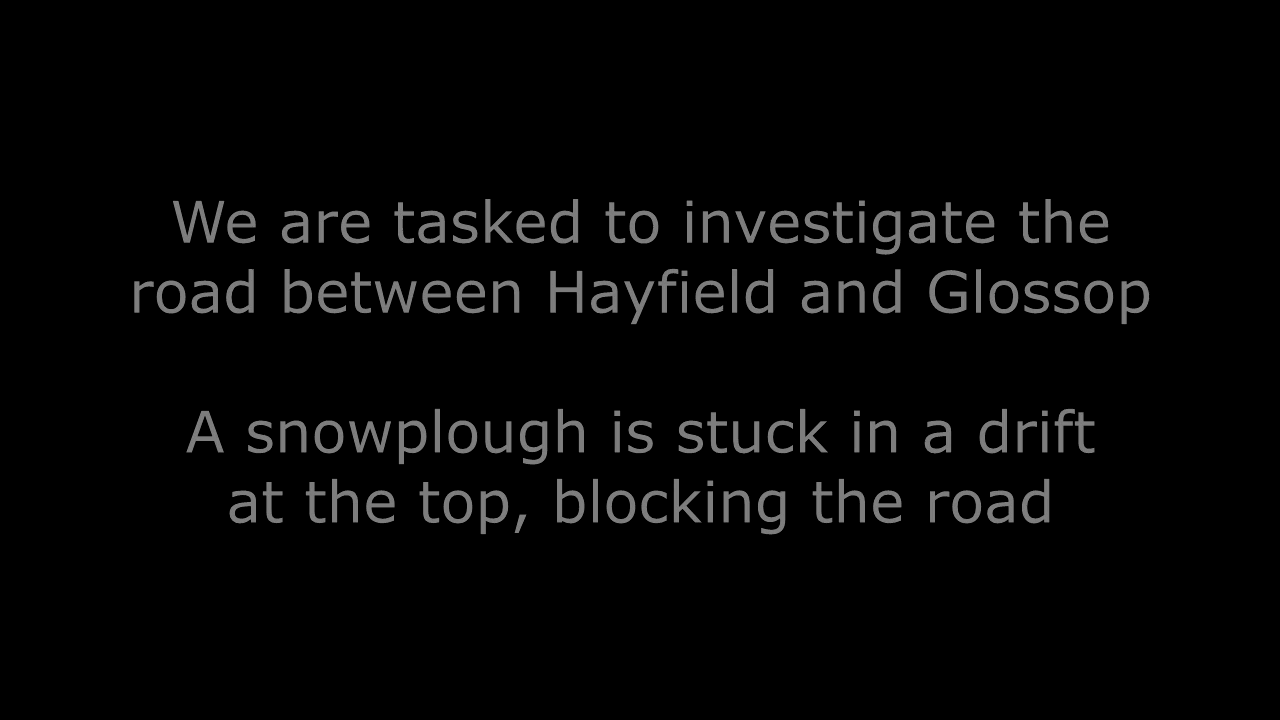 We are tasked to investigate the
road between Hayfield and Glossop
A snowplough is stuck in a drift
at the top, blocking the road